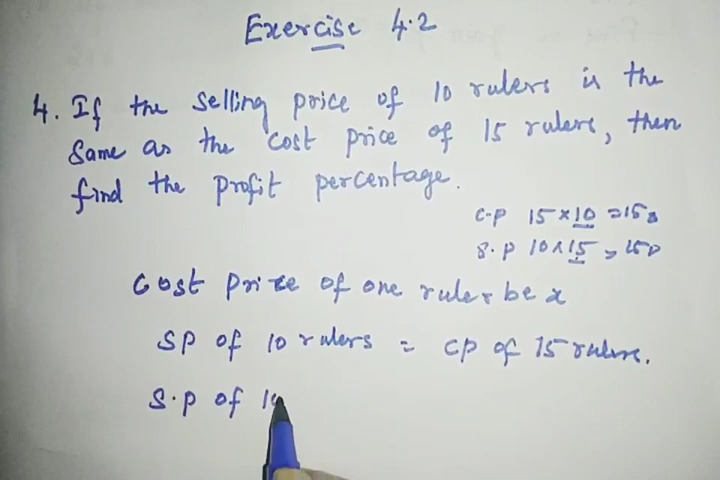 Exercise 4.2
4. If the selling price of 10 rulers is the
same as the cost price of 15 rulers, then
find the profit percentage.
C.P 15 × 10 = 150
S.P 10 × 15 = 150
Cost price of one ruler be x
SP of 10 rulers = CP of 15 rulers.
S.P of 10